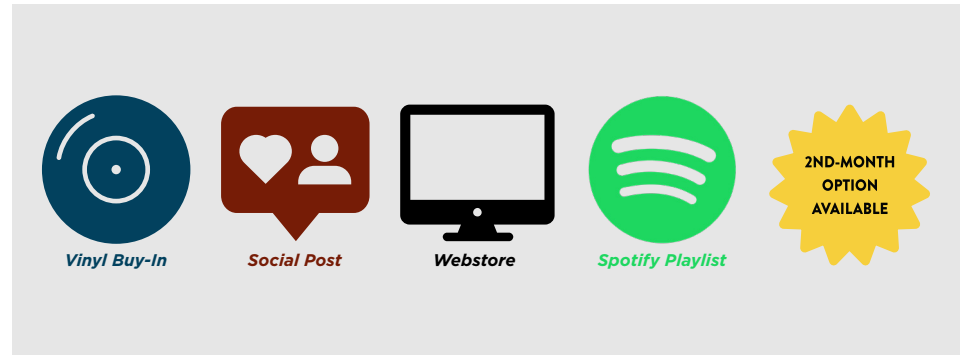 2ND-MONTH
OPTION
AVAILABLE
Vinyl Buy-In
Social Post
Webstore
Spotify Playlist